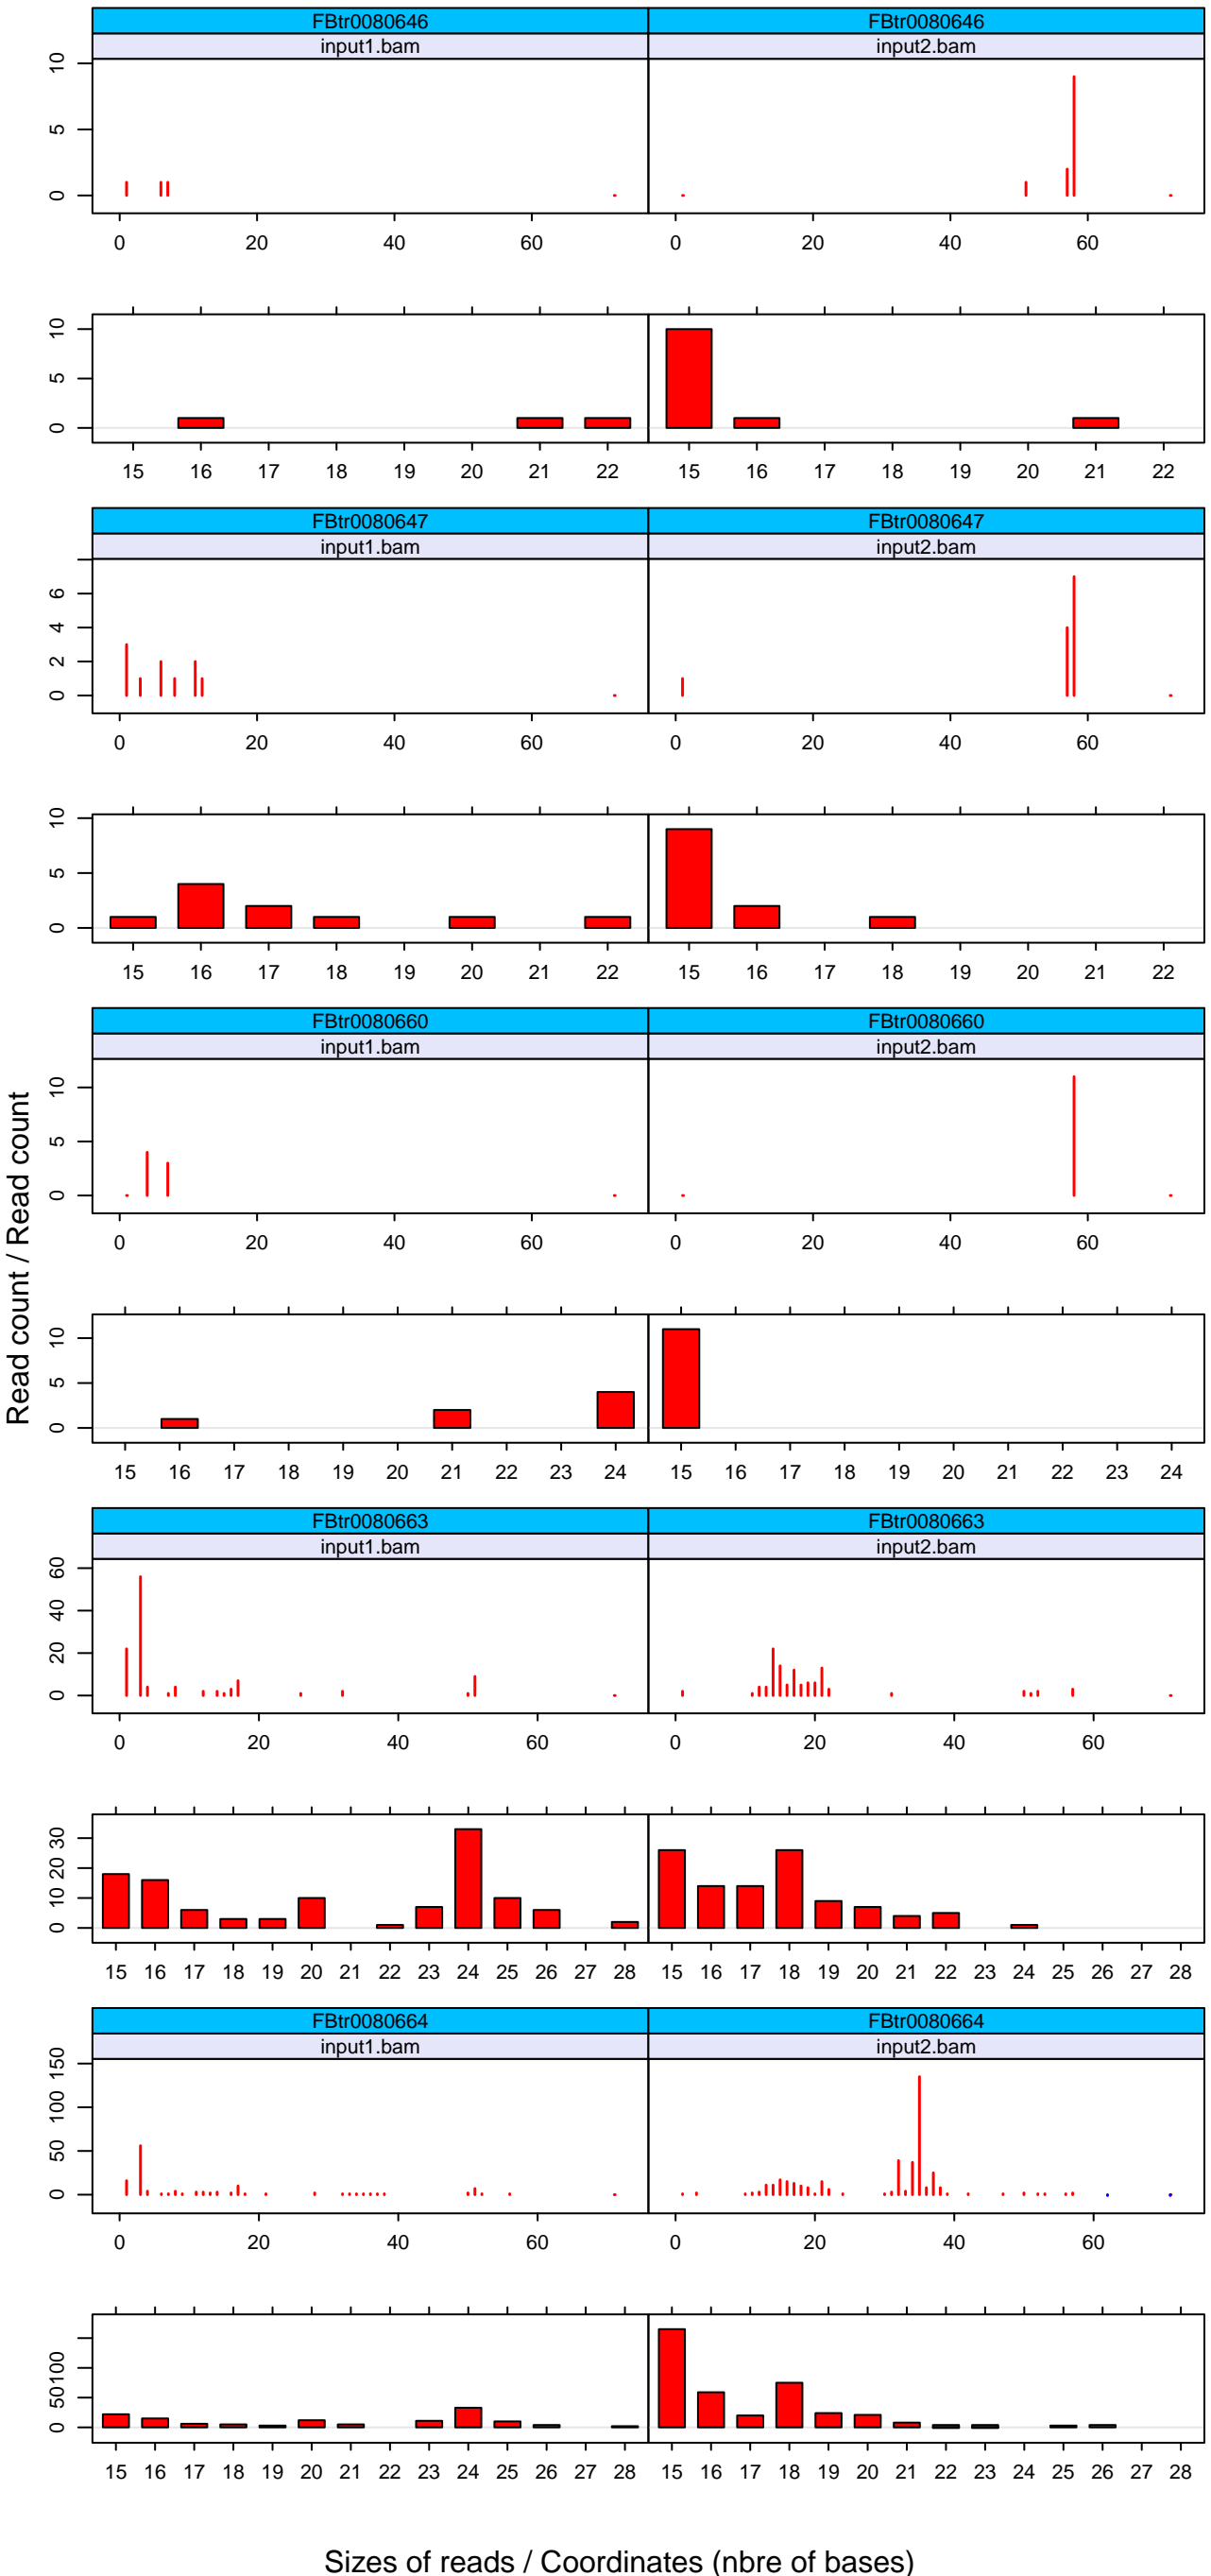 FBtr0080646 FBtr0080646
input1.bam input2.bam
10
5
0
0 20 40 60 0 20 40 60
10
5
0
15 16 17 18 19 20 21 22 15 16 17 18 19 20 21 22
FBtr0080647 FBtr0080647
input1.bam input2.bam
6
4
2
0
0 20 40 60 0 20 40 60
10
5
0
15 16 17 18 19 20 21 22 15 16 17 18 19 20 21 22
FBtr0080660 FBtr0080660
input1.bam input2.bam
10
5
0
0 20 40 60 0 20 40 60
Read count / Read count
10
5
0
15 16 17 18 19 20 21 22 23 24 15 16 17 18 19 20 21 22 23 24
FBtr0080663 FBtr0080663
input1.bam input2.bam
60
40
20
0
0 20 40 60 0 20 40 60
30
20
10
0
15 16 17 18 19 20 21 22 23 24 25 26 27 28 15 16 17 18 19 20 21 22 23 24 25 26 27 28
FBtr0080664 FBtr0080664
input1.bam input2.bam
150
100
50
0
0 20 40 60 0 20 40 60
100
50
0
15 16 17 18 19 20 21 22 23 24 25 26 27 28 15 16 17 18 19 20 21 22 23 24 25 26 27 28
Sizes of reads / Coordinates (nbre of bases)